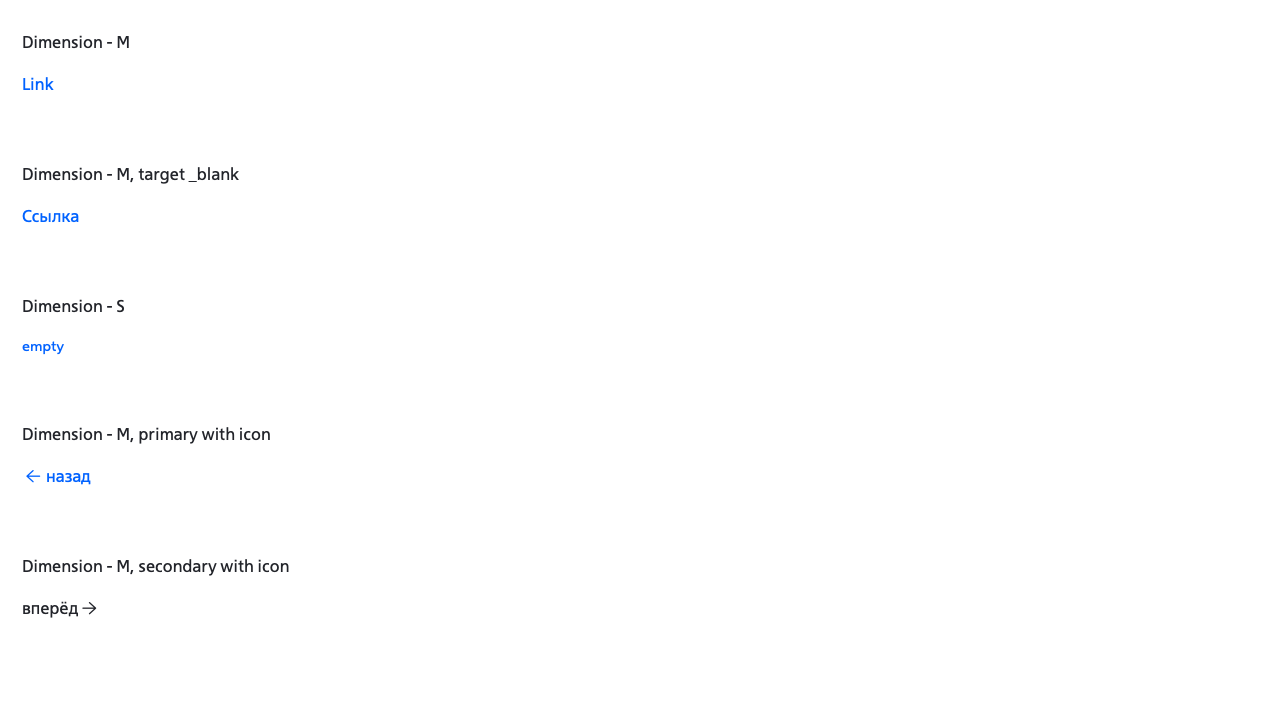 Dimension - M
Link
Dimension - M, target _blank
Ссылка
Dimension - S
empty
Dimension - M, primary with icon
← назад
Dimension - M, secondary with icon
вперёд →